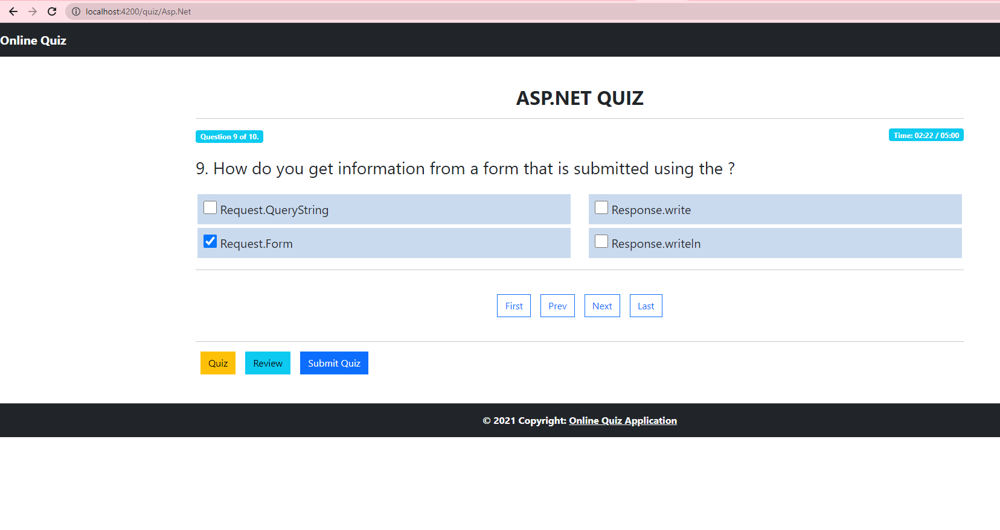 localhost:4200/quiz/Asp.Net
Online Quiz
ASP.NET QUIZ
Question 9 of 10.
Time: 02:22 / 05:00
9. How do you get information from a form that is submitted using the ?
Request.QueryString
Response.write
Request.Form
Response.writeln
First Prev Next Last
Quiz Review Submit Quiz
© 2021 Copyright: Online Quiz Application